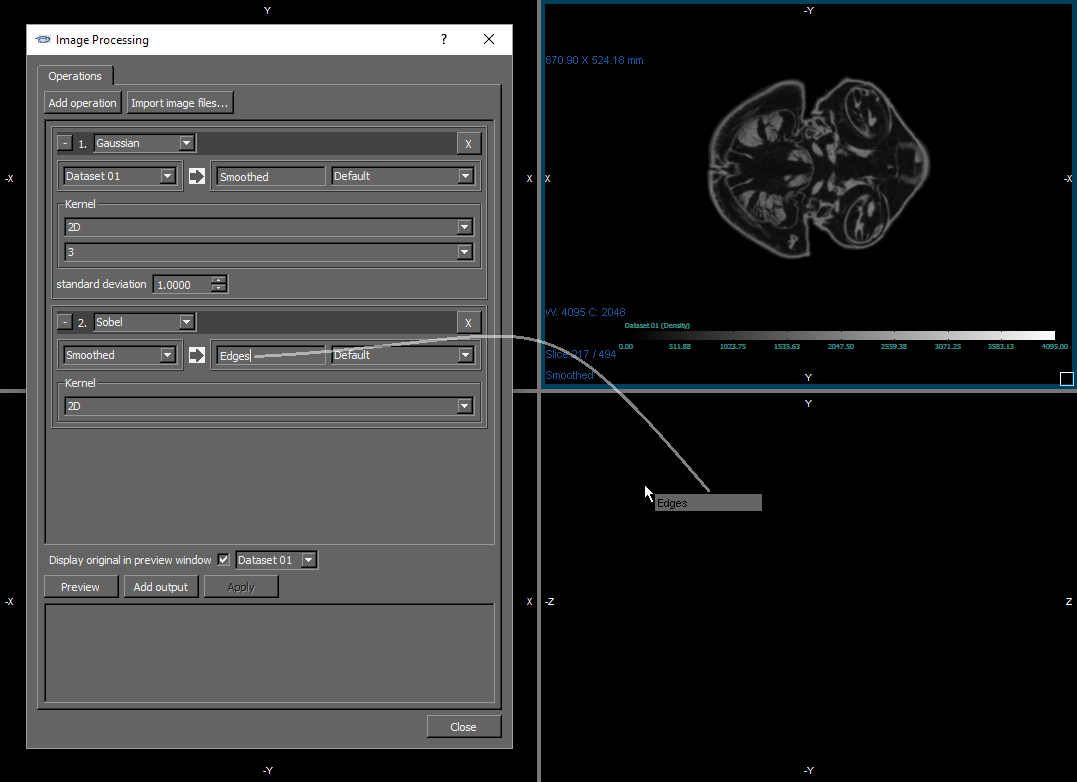 Y
Image Processing
?
Operations
Add operation
Import image files...
- 1. Gaussian X
Dataset 01 Smoothed Default
Kernel
2D
3
standard deviation 1.0000
- 2. Sobel X
Smoothed Edges Default
Kernel
2D
Display original in preview window Dataset 01
Preview Add output Apply
Close
-X
X
-X
X
-Y
-Y
670.90 X 524.18 mm
X
-X
W: 4095 C: 2048
Dataset 01 (Density)
0.00 511.88 1023.75 1535.63 2047.50 2559.38 3071.25 3583.13 4095.00
Slice 217 / 494
Smoothed
Y
Y
Edges
-Z
Z
-Y